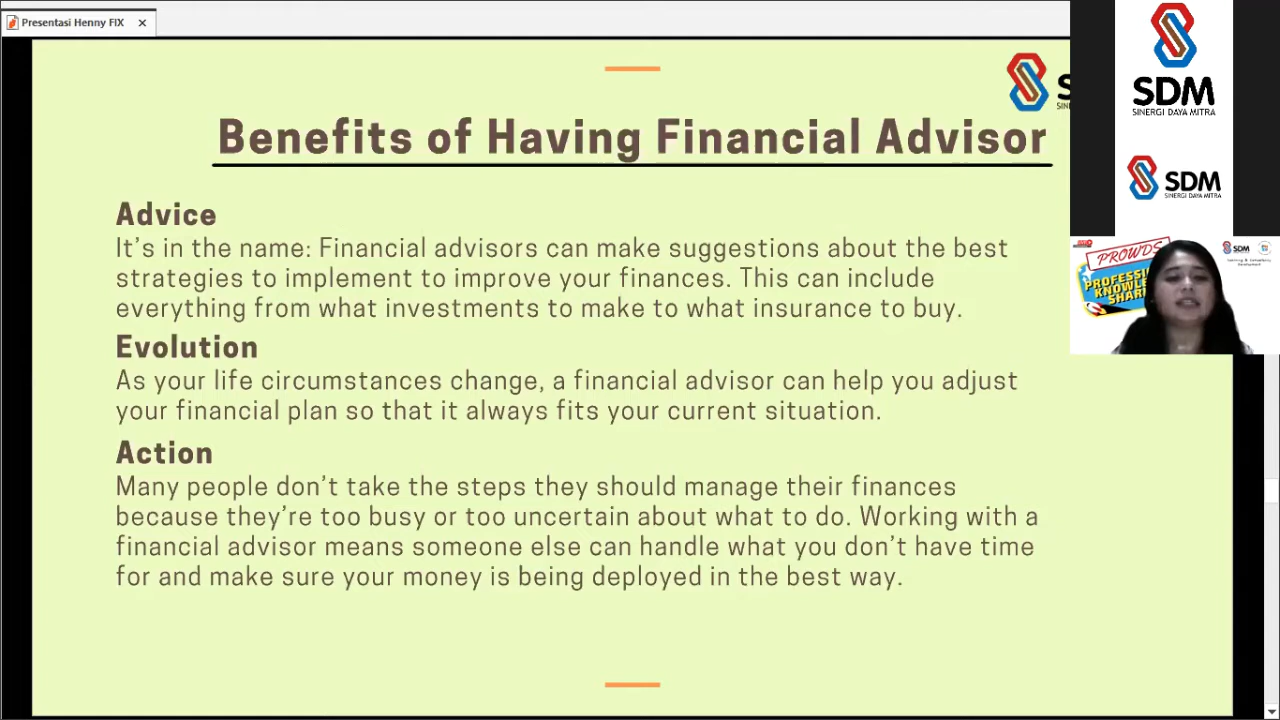 Presentasi Henny FIX
SDM
SINERGI DAYA MITRA
SDM
SINERGI DAYA MITRA
Benefits of Having Financial Advisor
Advice
It's in the name: Financial advisors can make suggestions about the best
strategies to implement to improve your finances. This can include
everything from what investments to make to what insurance to buy.
Evolution
As your life circumstances change, a financial advisor can help you adjust
your financial plan so that it always fits your current situation.
Action
Many people don't take the steps they should manage their finances
because they're too busy or too uncertain about what to do. Working with a
financial advisor means someone else can handle what you don't have time
for and make sure your money is being deployed in the best way.
PROWDS
SDM